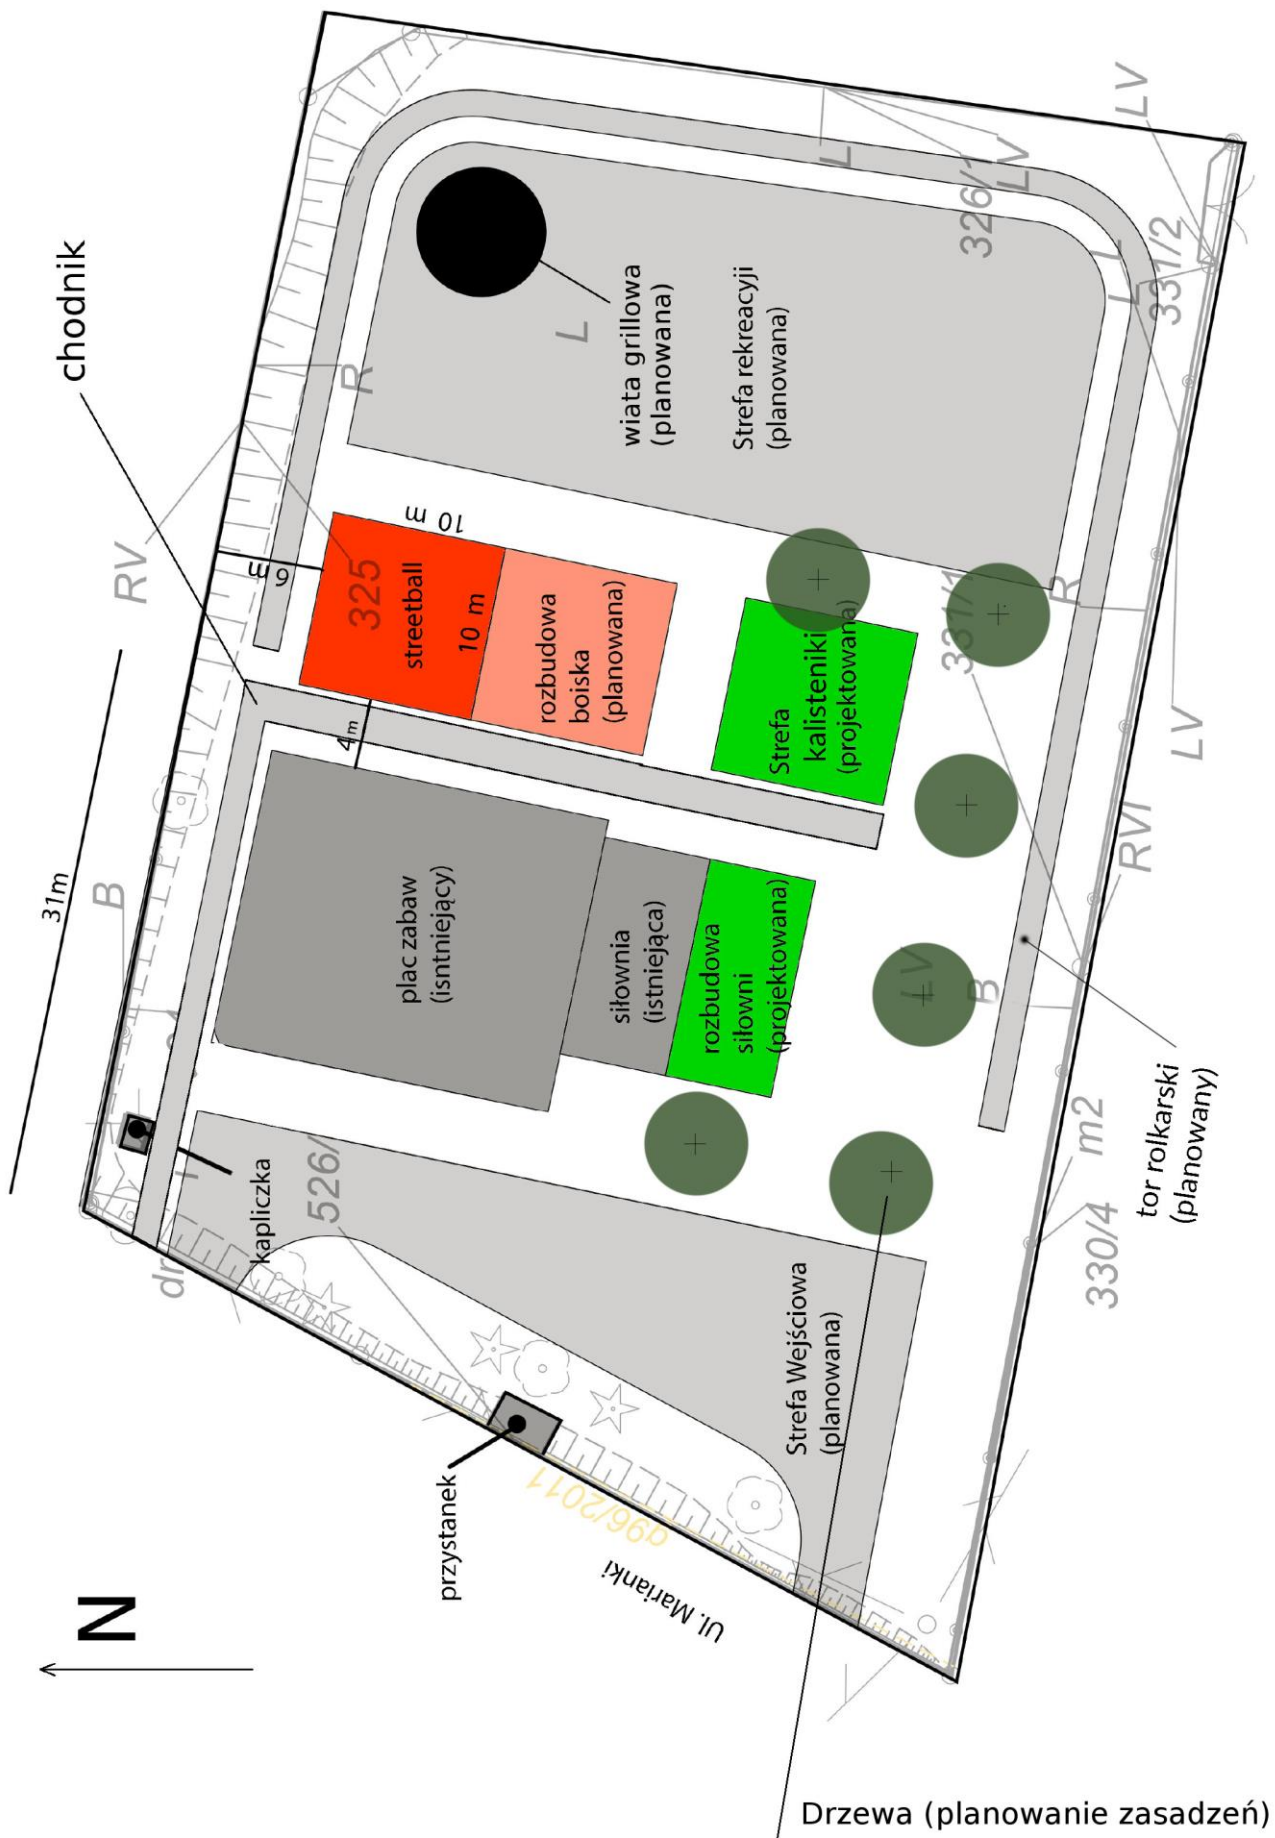 chodnik
RV
31m
B
6 m
R
L
LV
L
326/1
LV
331/2
L
L
wiata grillowa
(planowana)
Strefa rekreacyji
(planowana)
10 m
325
streetball
10 m
rozbudowa
boiska
(planowana)
4m
Strefa
kalisteniki
(projektowana)
331/1
R
LV
RVI
plac zabaw
(isntniejący)
siłownia
(istniejąca)
rozbudowa
siłowni
(projektowana)
LV
B
tor rolkarski
(planowany)
m2
330/4
kapliczka
526/
dr
Strefa Wejściowa
(planowana)
przystanek
g96/2011
Ul. Marianki
N
Drzewa (planowanie zasadzeń)